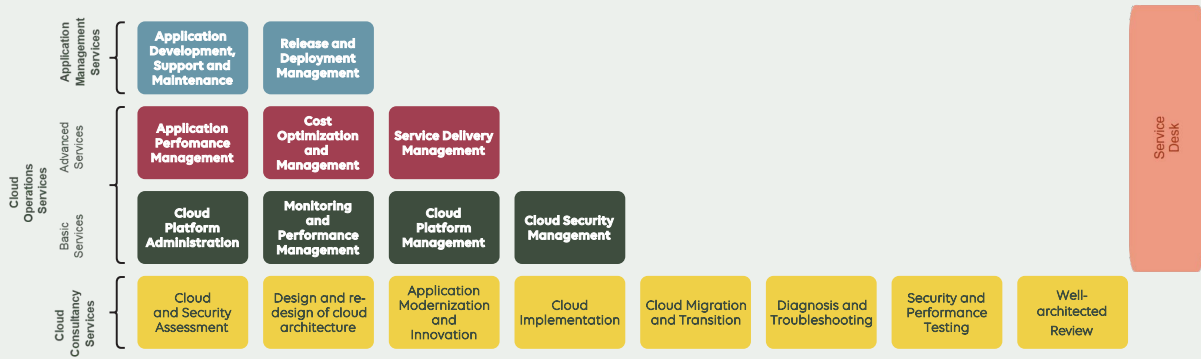 Application
Management
Services
Application
Development,
Support and
Maintenance
Release and
Deployment
Management
Cloud
Operations
Services
Advanced
Services
Application
Perfomance
Management
Cost
Optimization
and
Management
Service Delivery
Management
Basic
Services
Cloud
Platform
Administration
Monitoring
and
Performance
Management
Cloud
Platform
Management
Cloud Security
Management
Cloud
Consultancy
Services
Cloud
and Security
Assessment
Design and re-
design of cloud
architecture
Application
Modernization
and
Innovation
Cloud
Implementation
Cloud Migration
and Transition
Diagnosis and
Troubleshooting
Security and
Performance
Testing
Well-
architected
Review
Service
Desk